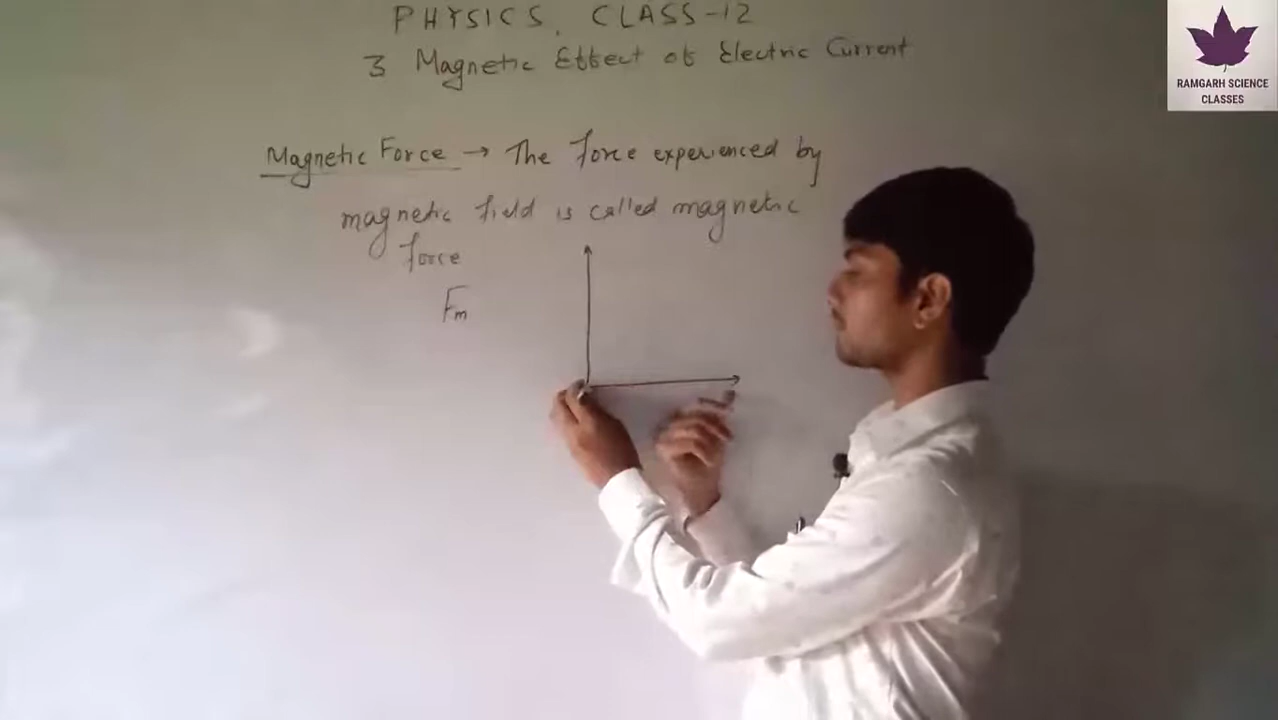 PHYSICS, CLASS-12
3 Magnetic Effect of Electric Current
Magnetic Force → The force experienced by
magnetic field is called magnetic
force
Fm
RAMGARH SCIENCE
CLASSES